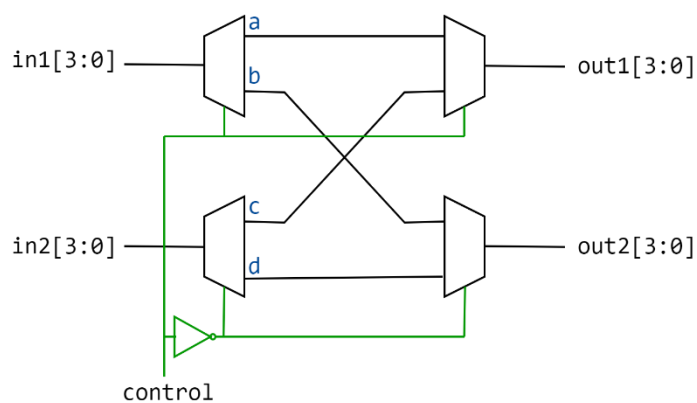 a
in1[3:0]
out1[3:0]
b
c
in2[3:0]
out2[3:0]
d
control